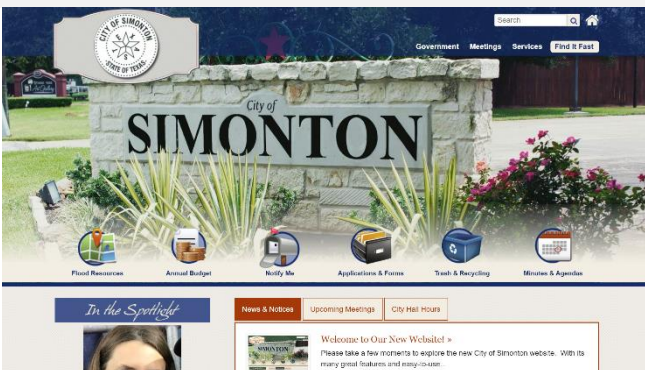 CITY OF SIMONTON
STATE OF TEXAS
Search
Government Meetings Services Find It Fast
City of
SIMONTON
Flood Resources Annual Budget Notify Me Applications & Forms Trash & Recycling Minutes & Agendas
In the Spotlight
News & Notices Upcoming Meetings City Hall Hours
SIMONTON
Welcome to Our New Website! »
Please take a few moments to explore the new City of Simonton website. With its
many great features and easy-to-use...